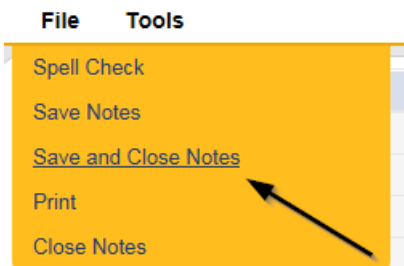 File Tools
Spell Check
Save Notes
Save and Close Notes
Print
Close Notes